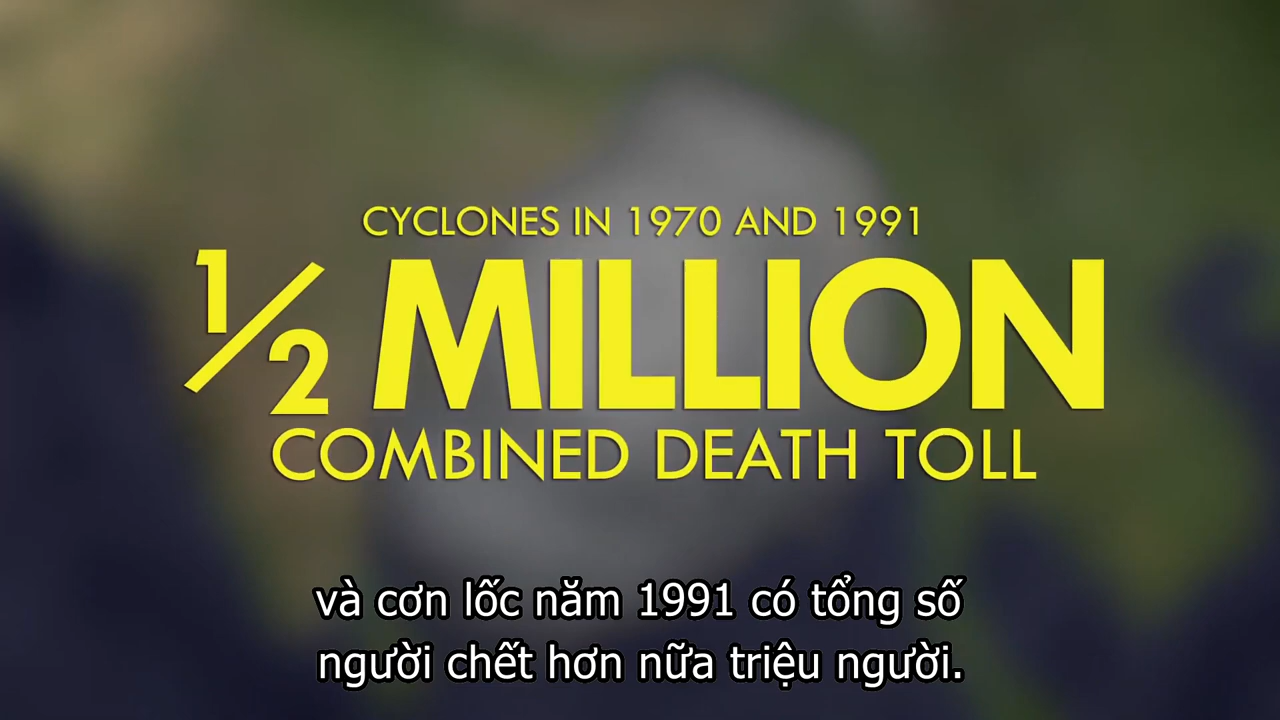 CYCLONES IN 1970 AND 1991
½ MILLION
COMBINED DEATH TOLL
và cơn lốc năm 1991 có tổng số
người chết hơn nữa triệu người.